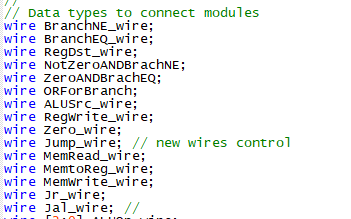 //
// Data types to connect modules
wire BranchNE_wire;
wire BranchEQ_wire;
wire RegDst_wire;
wire NotZeroANDBrachNE;
wire ZeroANDBrachEQ;
wire ORForBranch;
wire ALUSrc_wire;
wire RegWrite_wire;
wire Zero_wire;
wire Jump_wire; // new wires control
wire MemRead_wire;
wire MemtoReg_wire;
wire MemWrite_wire;
wire Jr_wire;
wire Jal_wire; //